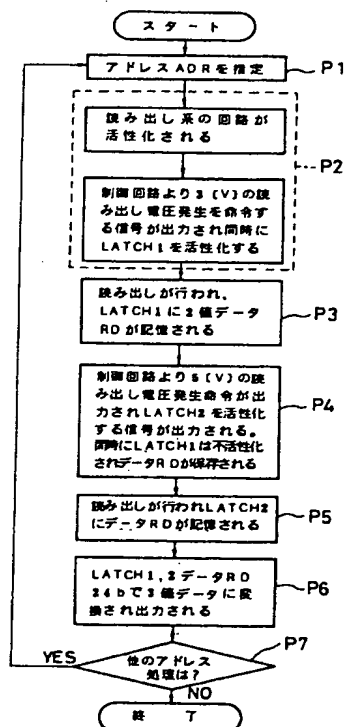 スタート
アドレスADRを指定
P1
読み出し系の回路が
活性化される
P2
制御回路より3(V)の読
み出し電圧発生を命令す
る信号が出力され同時に
LATCH1を活性化する
読み出しが行われ、
LATCH1に2値データ
RDが記憶される
P3
制御回路より5(V)の読
み出し電圧発生命令が出
力されLATCH2を活性化
する信号が出力される。
同時にLATCH1は不活性化
されデータRDが保存される
P4
読み出しが行われLATCH2
にデータRDが記憶される
P5
LATCH1,2データRD
24bで3値データに変
換され出力される
P6
P7
YES
他のアドレス
処理は?
NO
終了